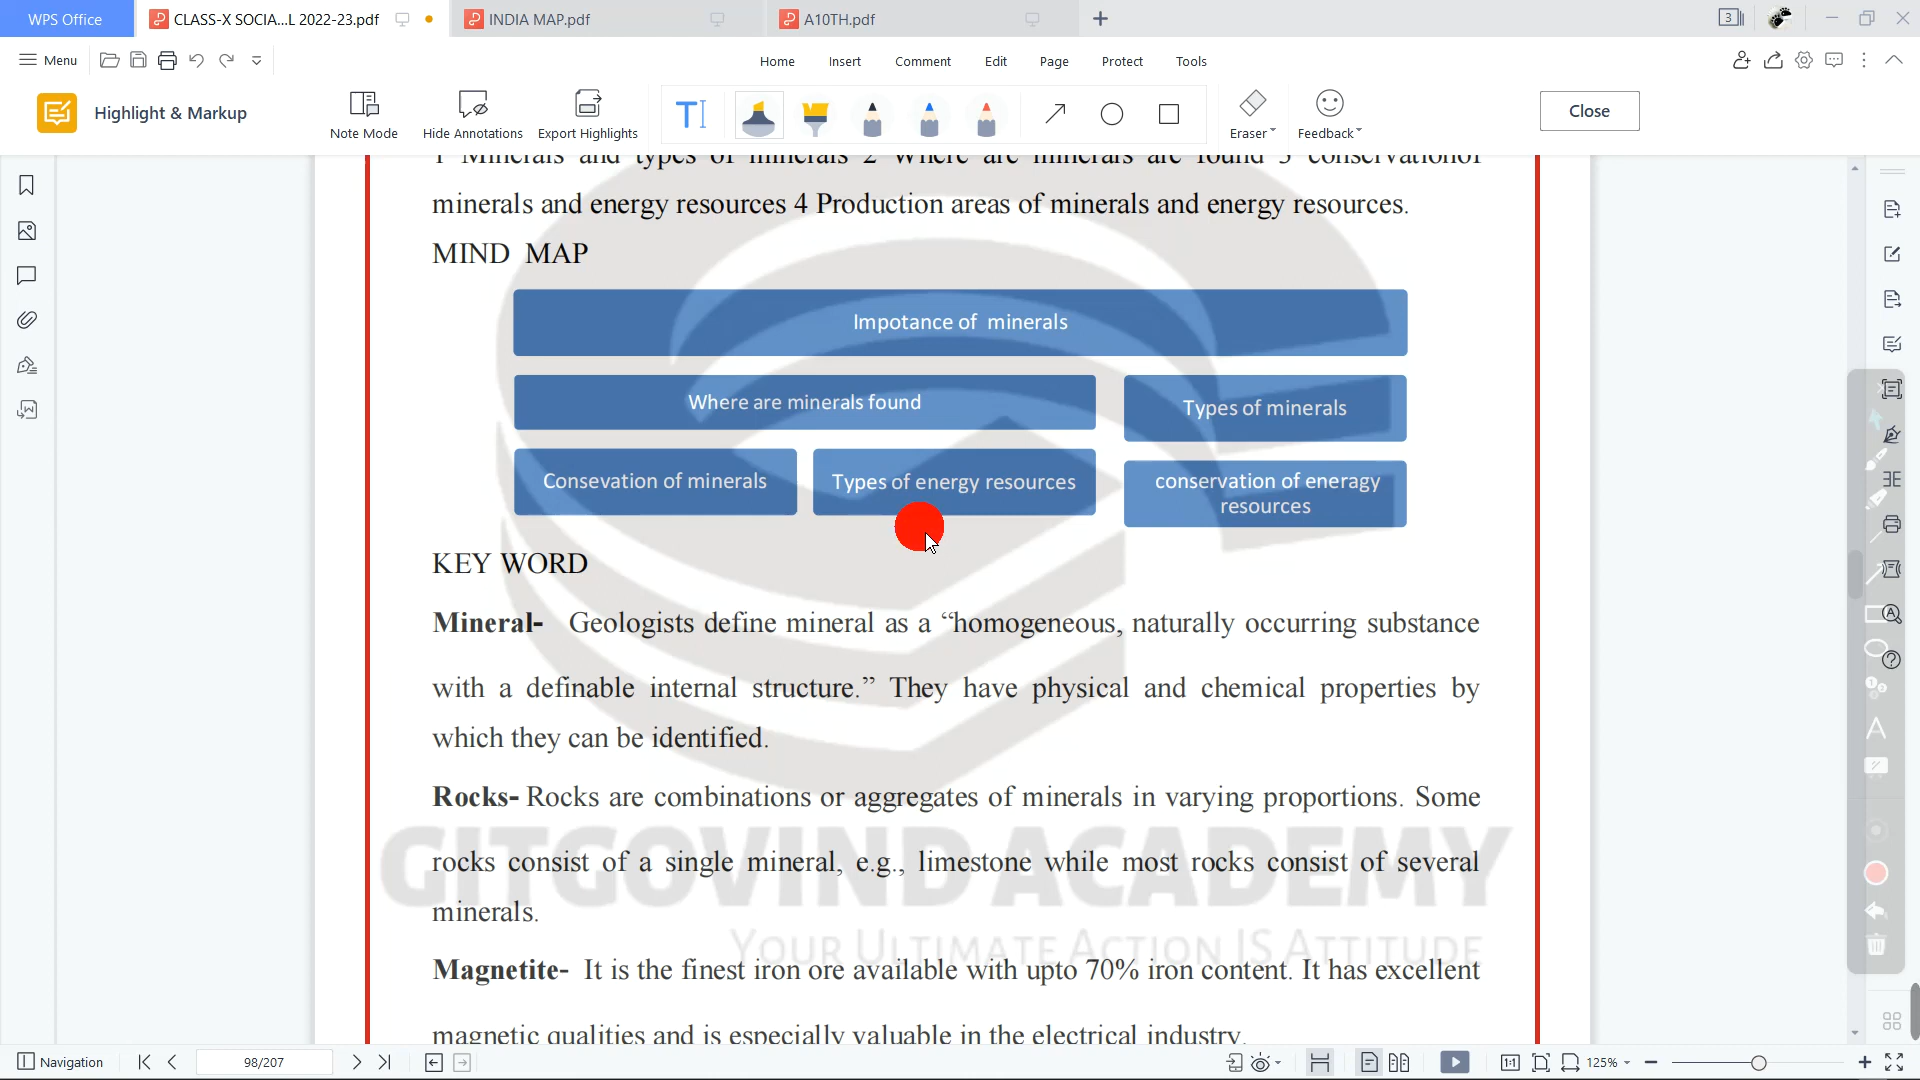 WPS Office
CLASS-X SOCIA...L 2022-23.pdf
INDIA MAP.pdf
A10TH.pdf
3
Menu
Home Insert Comment Edit Page Protect Tools
Highlight & Markup
Note Mode
Hide Annotations
Export Highlights
Eraser
Feedback
Close
1 Minerals and types of minerals 2 Where are minerals are found 3 conservationof
minerals and energy resources 4 Production areas of minerals and energy resources.
MIND MAP
Impotance of minerals
Where are minerals found
Types of minerals
Consevation of minerals
Types of energy resources
conservation of eneragy
resources
KEY WORD
Mineral- Geologists define mineral as a “homogeneous, naturally occurring substance
with a definable internal structure.” They have physical and chemical properties by
which they can be identified.
Rocks- Rocks are combinations or aggregates of minerals in varying proportions. Some
GITGOVIND ACADEMY
rocks consist of a single mineral, e.g., limestone while most rocks consist of several
minerals.
YOUR ULTIMATE ACTION IS ATTITUDE
Magnetite- It is the finest iron ore available with upto 70% iron content. It has excellent
magnetic qualities and is especially valuable in the electrical industry.
Navigation
98/207
1:1
125%